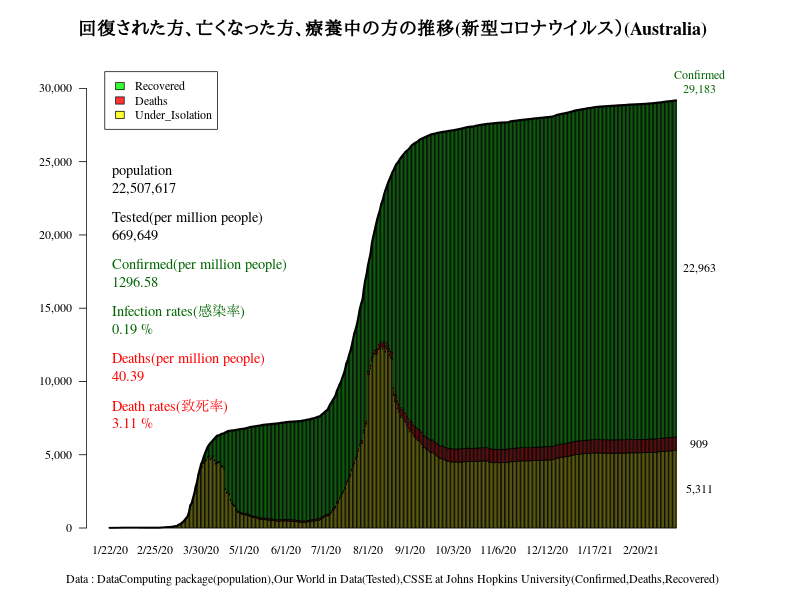 回復された方、亡くなった方、療養中の方の推移(新型コロナウイルス）(Australia)
Confirmed
29,183
Recovered
Deaths
Under_Isolation
population
22,507,617
Tested(per million people)
669,649
Confirmed(per million people)
1296.58
Infection rates(感染率)
0.19 %
Deaths(per million people)
40.39
Death rates(致死率)
3.11 %
30,000
25,000
20,000
15,000
10,000
5,000
0
22,963
909
5,311
1/22/20 2/25/20 3/30/20 5/1/20 6/1/20 7/1/20 8/1/20 9/1/20 10/3/20 11/6/20 12/12/20 1/17/21 2/20/21
Data : DataComputing package(population),Our World in Data(Tested),CSSE at Johns Hopkins University(Confirmed,Deaths,Recovered)